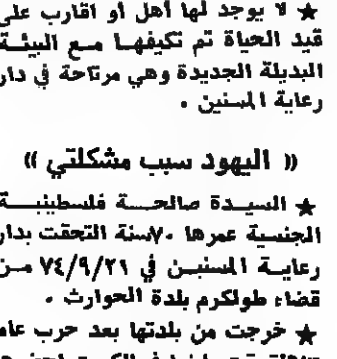 ★ لا يوجد لها أهل أو اقارب على
قيد الحياة تم تكيفها مع البيئة
البديلة الجديدة وهي مرتاحة في دار
رعاية المسنين .
(( اليهود سبب مشكلتي ))
★ السيدة صالحة فلسطينية
الجنسية عمرها ٧٠سنة التحقت بدار
رعاية المسنين في ٧٤/٩/٢١ من
قضاء طولكرم بلدة الحوارث .
★ خرجت من بلدتها بعد حرب عام